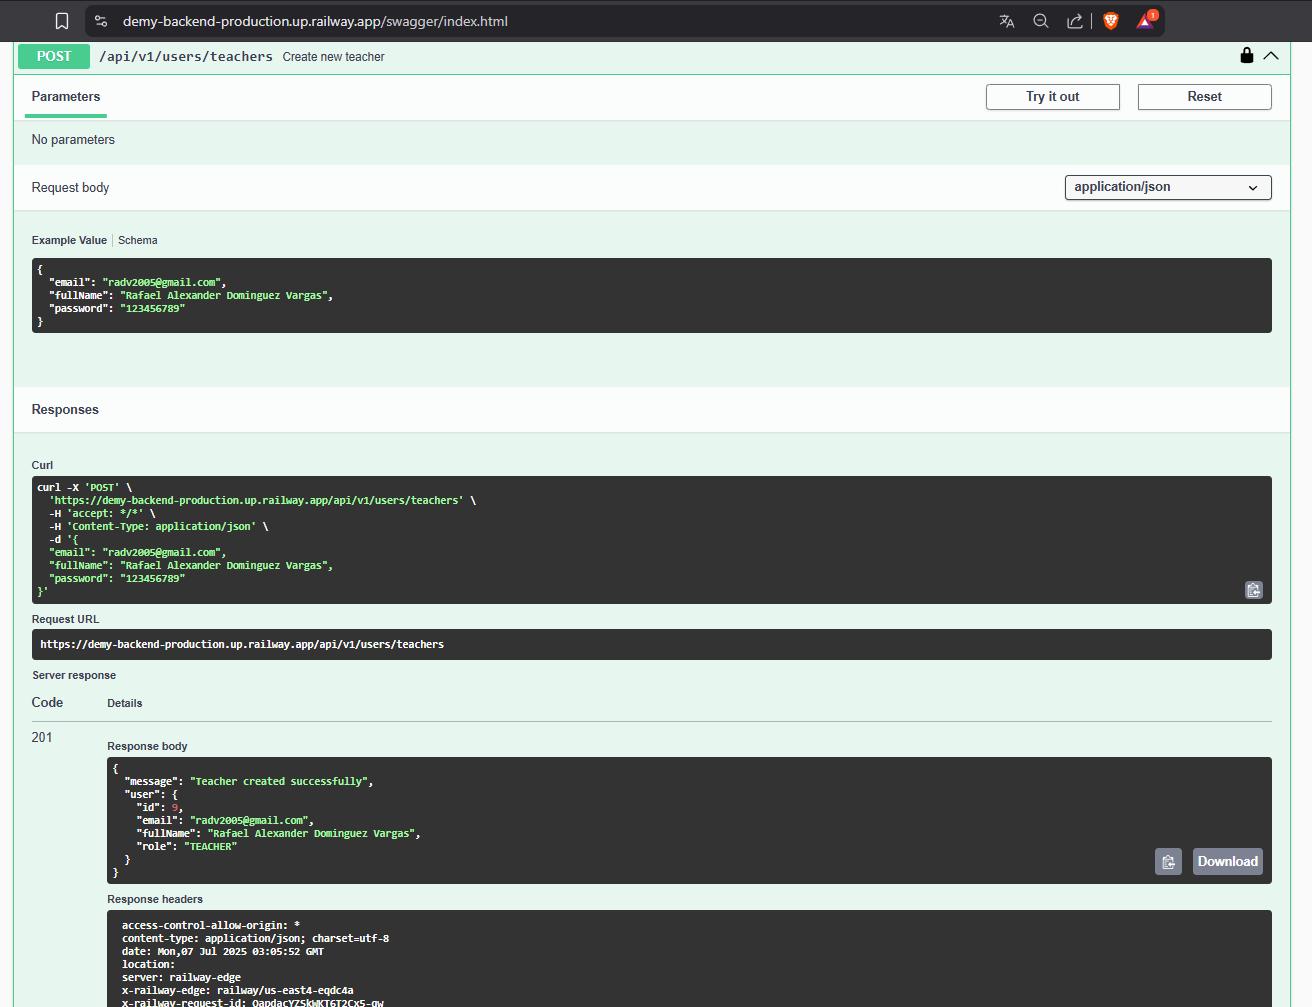 demy-backend-production.up.railway.app/swagger/index.html
1
POST /api/v1/users/teachers Create new teacher
Parameters
Try it out
Reset
No parameters
Request body
application/json
Example Value | Schema
{
  "email": "radv2005@gmail.com",
  "fullName": "Rafael Alexander Dominguez Vargas",
  "password": "123456789"
}
Responses
Curl
curl -X 'POST' \
  'https://demy-backend-production.up.railway.app/api/v1/users/teachers' \
  -H 'accept: */*' \
  -H 'Content-Type: application/json' \
  -d '{
  "email": "radv2005@gmail.com",
  "fullName": "Rafael Alexander Dominguez Vargas",
  "password": "123456789"
}'
Request URL
https://demy-backend-production.up.railway.app/api/v1/users/teachers
Server response
Code Details
201
Response body
{
  "message": "Teacher created successfully",
  "user": {
    "id": 9,
    "email": "radv2005@gmail.com",
    "fullName": "Rafael Alexander Dominguez Vargas",
    "role": "TEACHER"
  }
}
Download
Response headers
access-control-allow-origin: *
content-type: application/json; charset=utf-8
date: Mon,07 Jul 2025 03:05:52 GMT
location:
server: railway-edge
x-railway-edge: railway/us-east4-eqdc4a
x-railway-request-id: